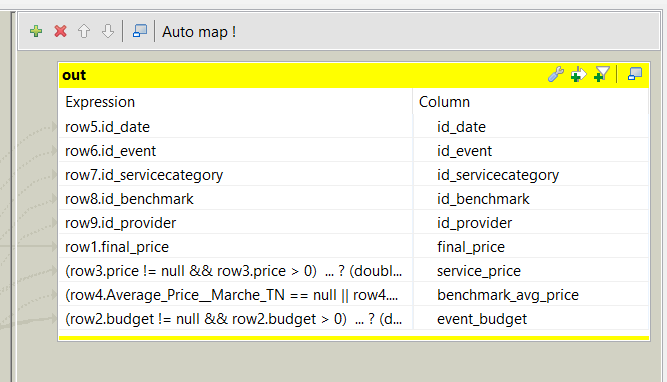 Auto map !
out
Expression Column
row5.id_date id_date
row6.id_event id_event
row7.id_servicecategory id_servicecategory
row8.id_benchmark id_benchmark
row9.id_provider id_provider
row1.final_price final_price
(row3.price != null && row3.price > 0)  ... ? (doubl... service_price
(row4.Average_Price__Marche_TN == null || row4.... benchmark_avg_price
(row2.budget != null && row2.budget > 0)  ... ? (d... event_budget